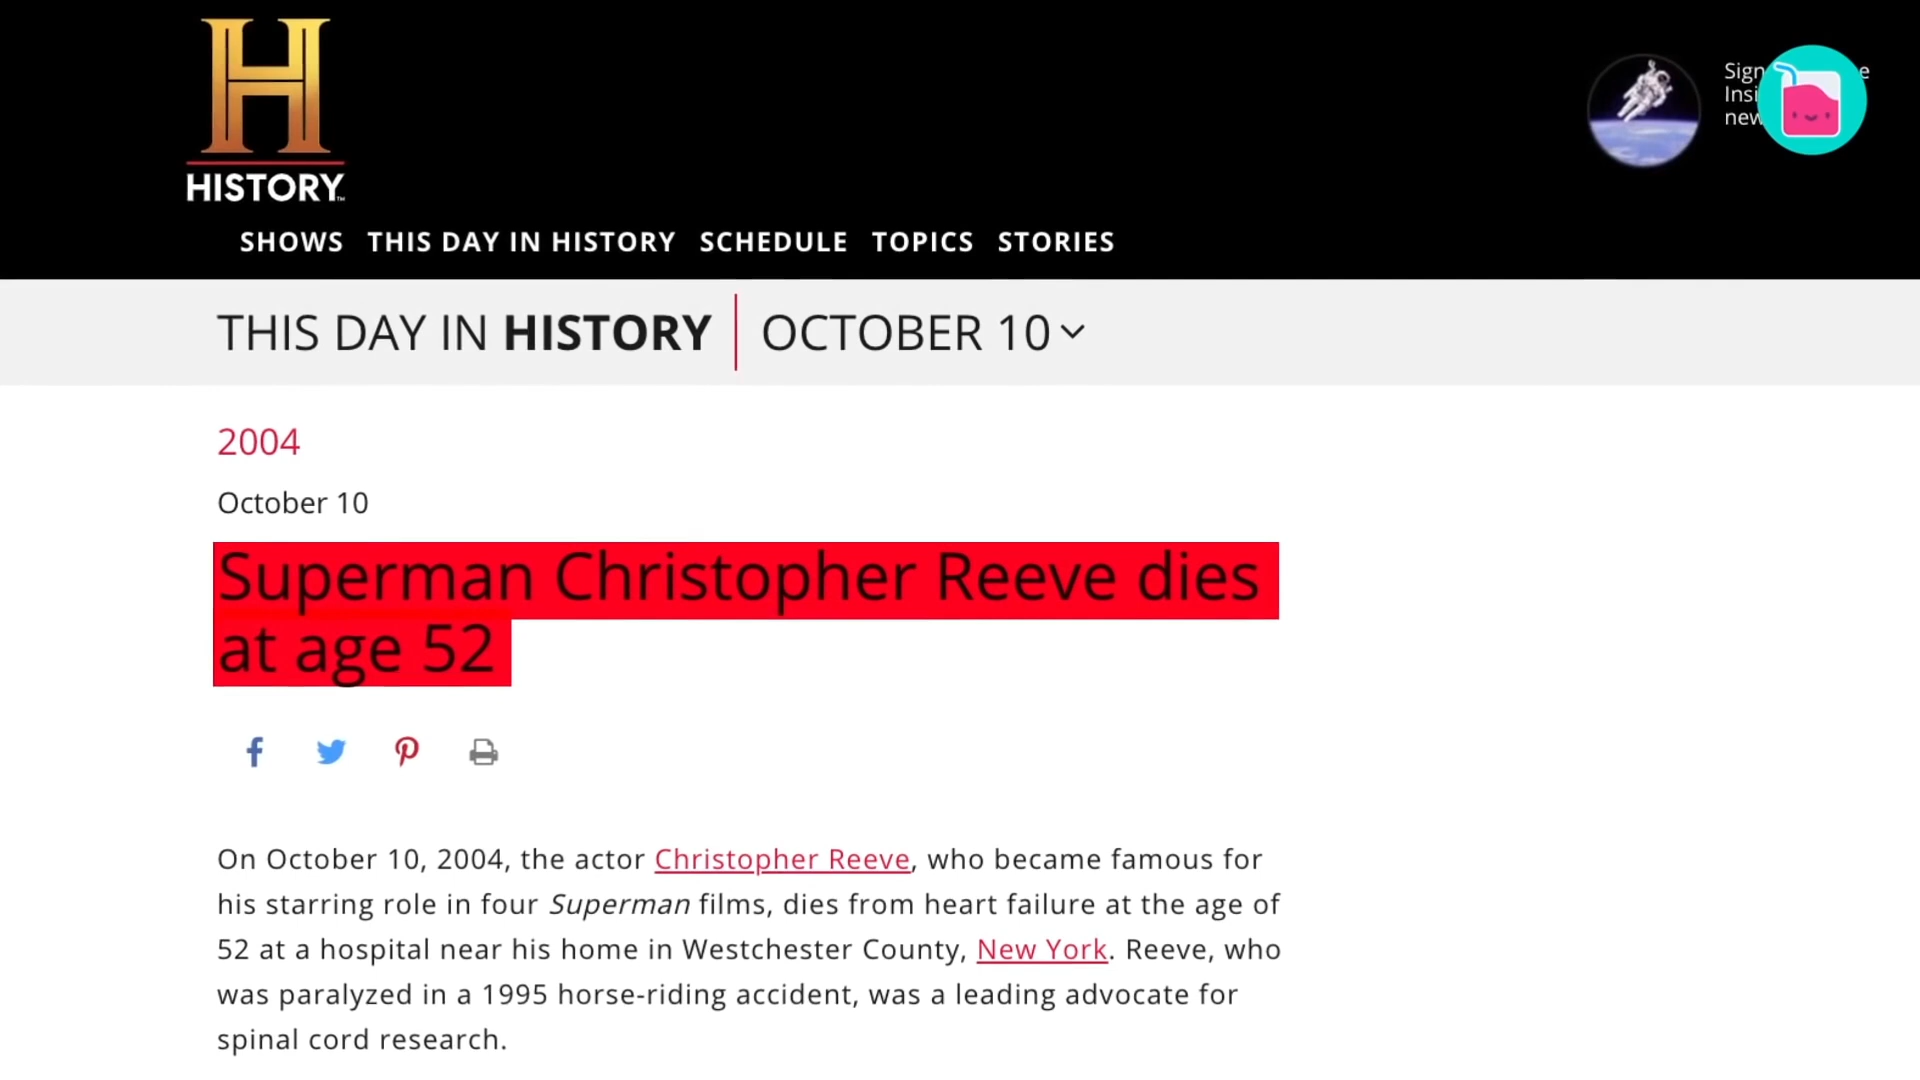 HISTORY
SHOWS THIS DAY IN HISTORY SCHEDULE TOPICS STORIES
THIS DAY IN HISTORY OCTOBER 10
2004
October 10
Superman Christopher Reeve dies
at age 52
On October 10, 2004, the actor Christopher Reeve, who became famous for
his starring role in four Superman films, dies from heart failure at the age of
52 at a hospital near his home in Westchester County, New York. Reeve, who
was paralyzed in a 1995 horse-riding accident, was a leading advocate for
spinal cord research.